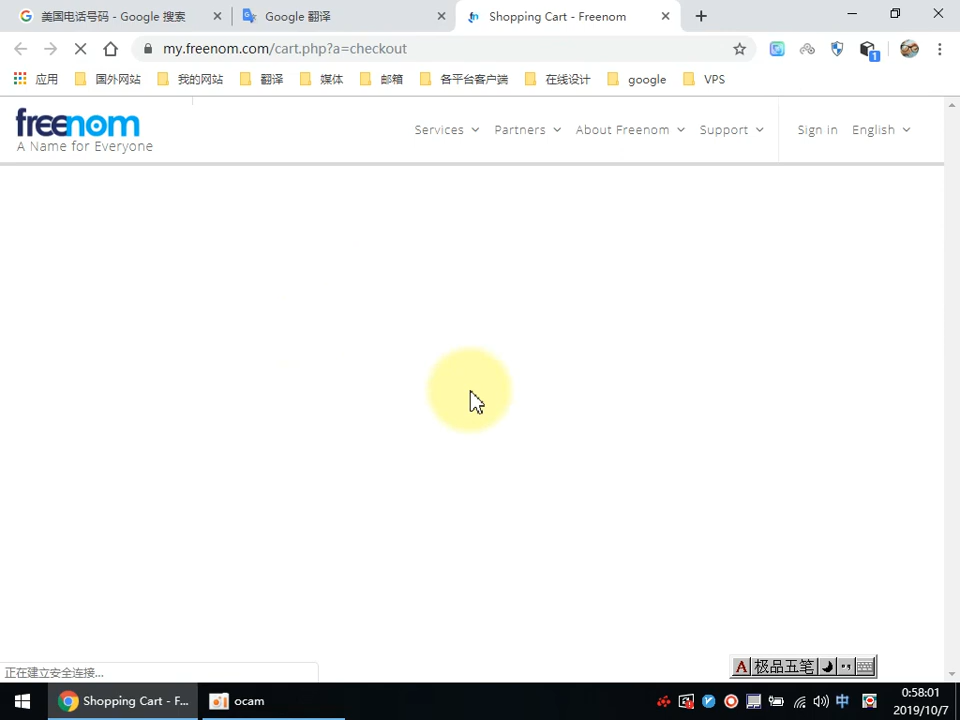 美国电话号码 - Google 搜索
Google 翻译
Shopping Cart - Freenom
my.freenom.com/cart.php?a=checkout
应用
国外网站
我的网站
翻译
媒体
邮箱
各平台客户端
在线设计
google
VPS
1
freenom
A Name for Everyone
Services
Partners
About Freenom
Support
Sign in
English
正在建立安全连接...
A 极品五笔
Shopping Cart - F...
ocam
中
0:58:01
2019/10/7